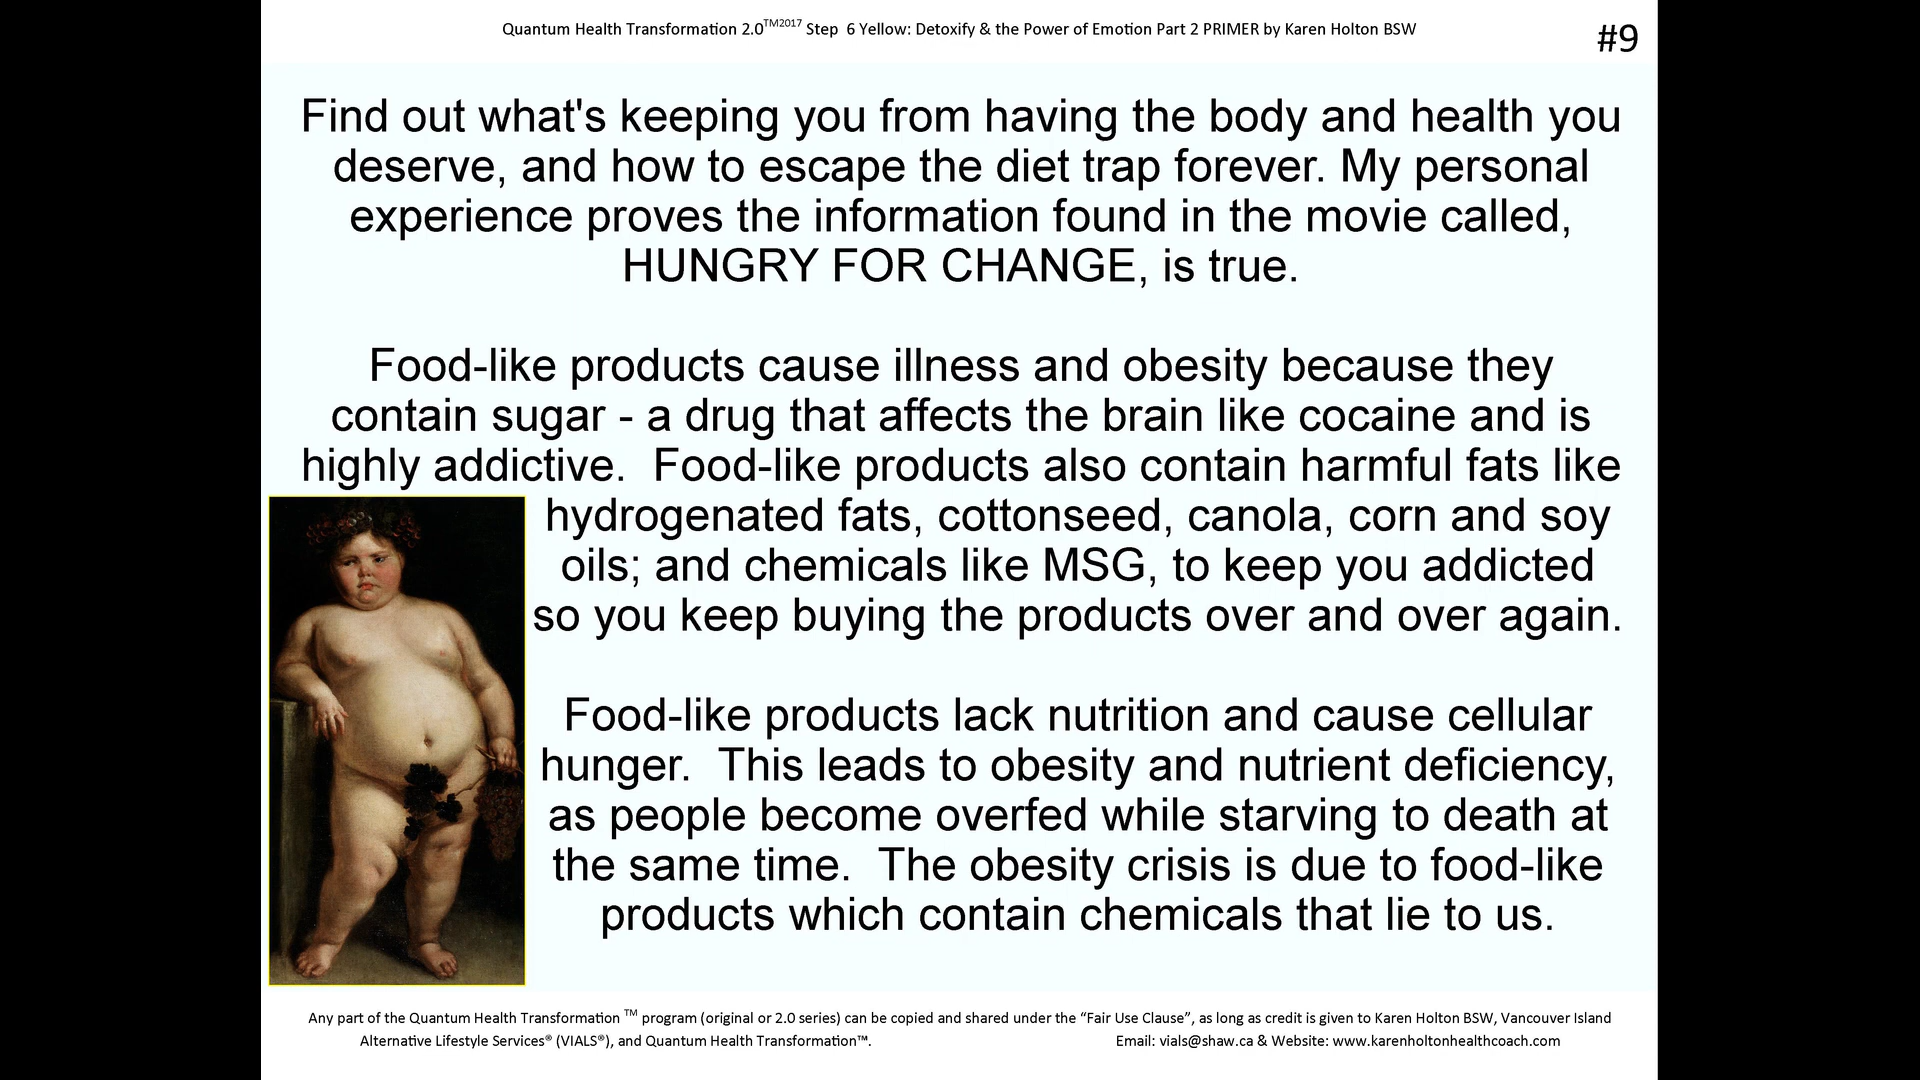 Quantum Health Transformation 2.0TM2017 Step  6 Yellow: Detoxify & the Power of Emotion Part 2 PRIMER by Karen Holton BSW
#9
Find out what's keeping you from having the body and health you
deserve, and how to escape the diet trap forever. My personal
experience proves the information found in the movie called,
HUNGRY FOR CHANGE, is true.
Food-like products cause illness and obesity because they
contain sugar - a drug that affects the brain like cocaine and is
highly addictive.  Food-like products also contain harmful fats like
hydrogenated fats, cottonseed, canola, corn and soy
oils; and chemicals like MSG, to keep you addicted
so you keep buying the products over and over again.
Food-like products lack nutrition and cause cellular
hunger.  This leads to obesity and nutrient deficiency,
as people become overfed while starving to death at
the same time.  The obesity crisis is due to food-like
products which contain chemicals that lie to us.
Any part of the Quantum Health Transformation TM program (original or 2.0 series) can be copied and shared under the “Fair Use Clause”, as long as credit is given to Karen Holton BSW, Vancouver Island
Alternative Lifestyle Services® (VIALS®), and Quantum Health Transformation™.
Email: vials@shaw.ca & Website: www.karenholtonhealthcoach.com